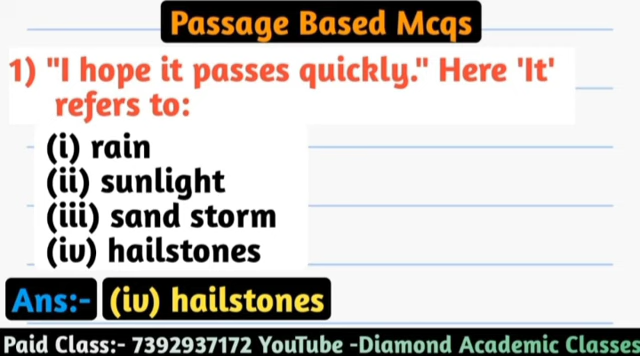 Passage Based Mcqs
1) "I hope it passes quickly." Here 'It'
refers to:
(i) rain
(ii) sunlight
(iii) sand storm
(iv) hailstones
Ans:- (iv) hailstones
Paid Class:- 7392937172 YouTube -Diamond Academic Classes